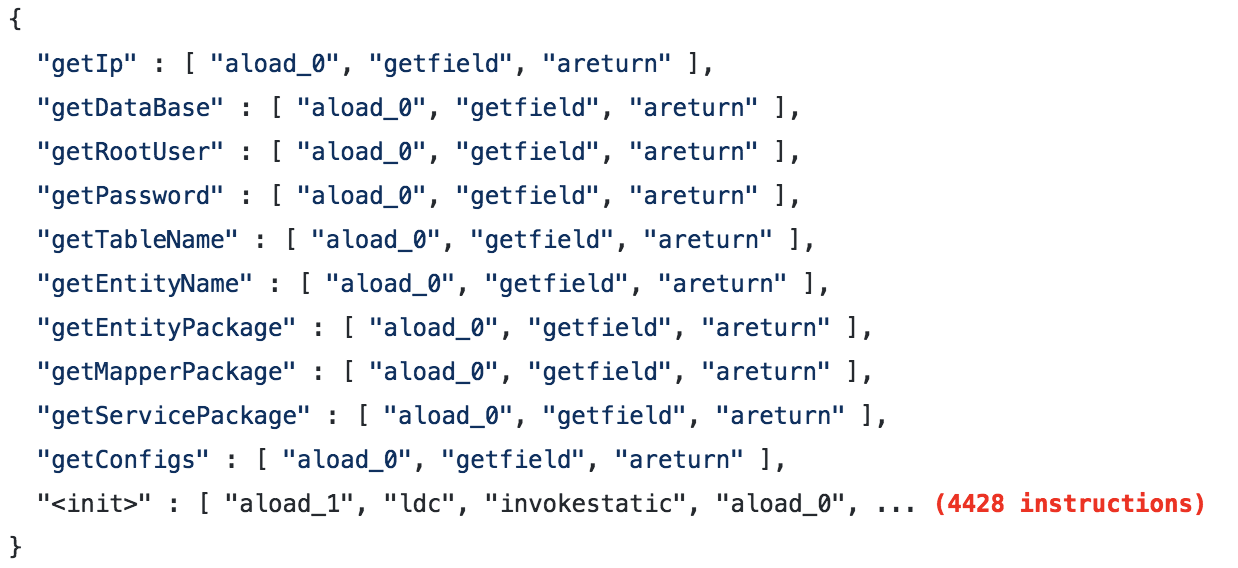 {
"getIp" : [ "aload_0", "getfield", "areturn" ],
"getDataBase" : [ "aload_0", "getfield", "areturn" ],
"getRootUser" : [ "aload_0", "getfield", "areturn" ],
"getPassword" : [ "aload_0", "getfield", "areturn" ],
"getTableName" : [ "aload_0", "getfield", "areturn" ],
"getEntityName" : [ "aload_0", "getfield", "areturn" ],
"getEntityPackage" : [ "aload_0", "getfield", "areturn" ],
"getMapperPackage" : [ "aload_0", "getfield", "areturn" ],
"getServicePackage" : [ "aload_0", "getfield", "areturn" ],
"getConfigs" : [ "aload_0", "getfield", "areturn" ],
"<init>" : [ "aload_1", "ldc", "invokestatic", "aload_0", ... (4428 instructions)
}